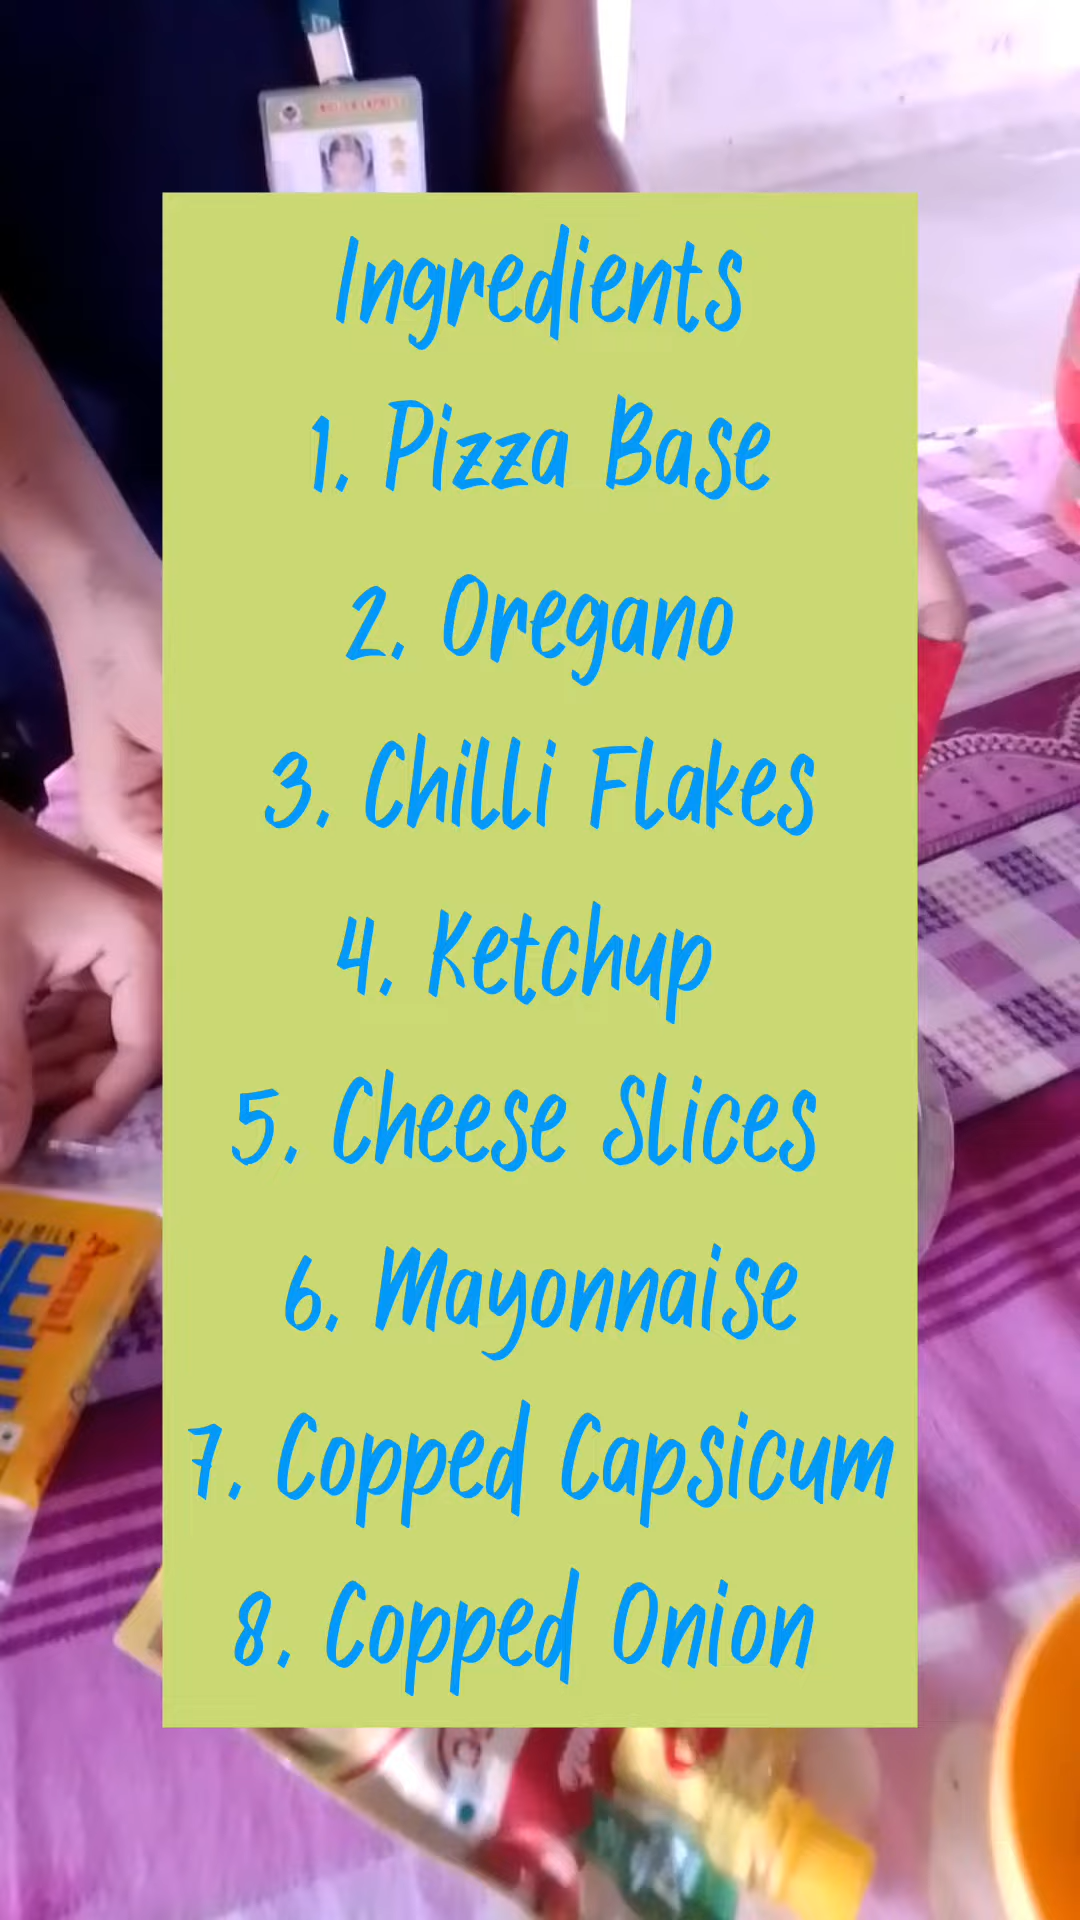 Ingredients
1. Pizza Base
2. Oregano
3. Chilli Flakes
4. Ketchup
5. Cheese Slices
6. Mayonnaise
7. Copped Capsicum
8. Copped Onion
Amul